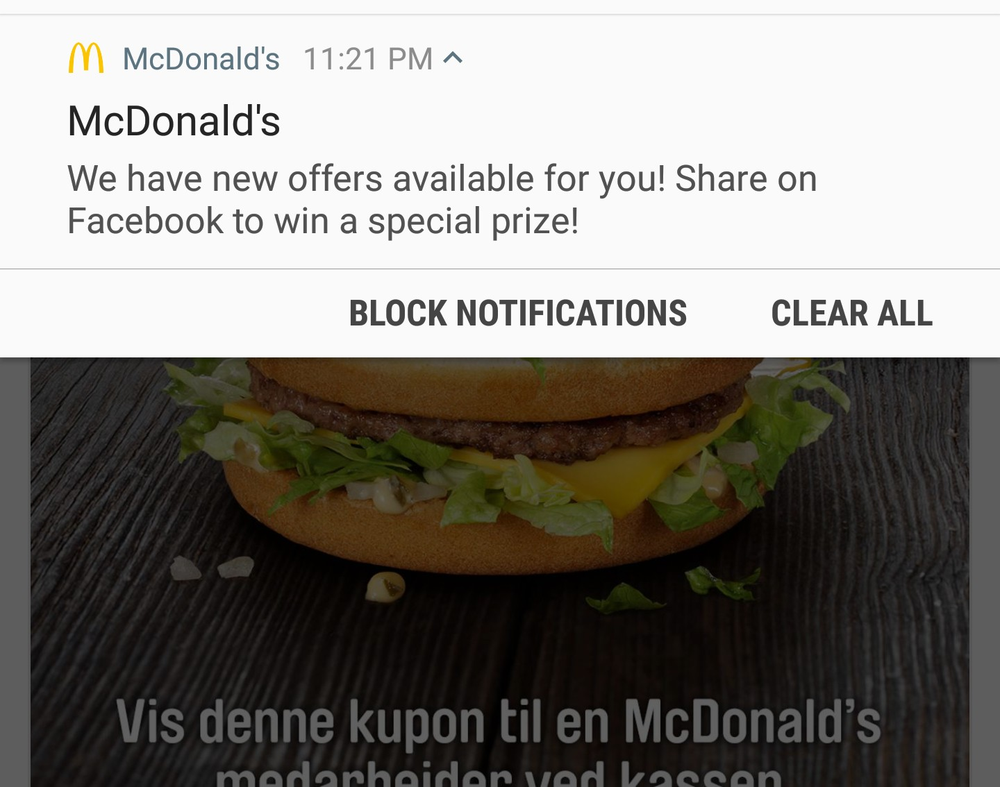 McDonald's 11:21 PM
McDonald's
We have new offers available for you! Share on
Facebook to win a special prize!
BLOCK NOTIFICATIONS CLEAR ALL
Vis denne kupon til en McDonald’s
medarbejder ved kassen